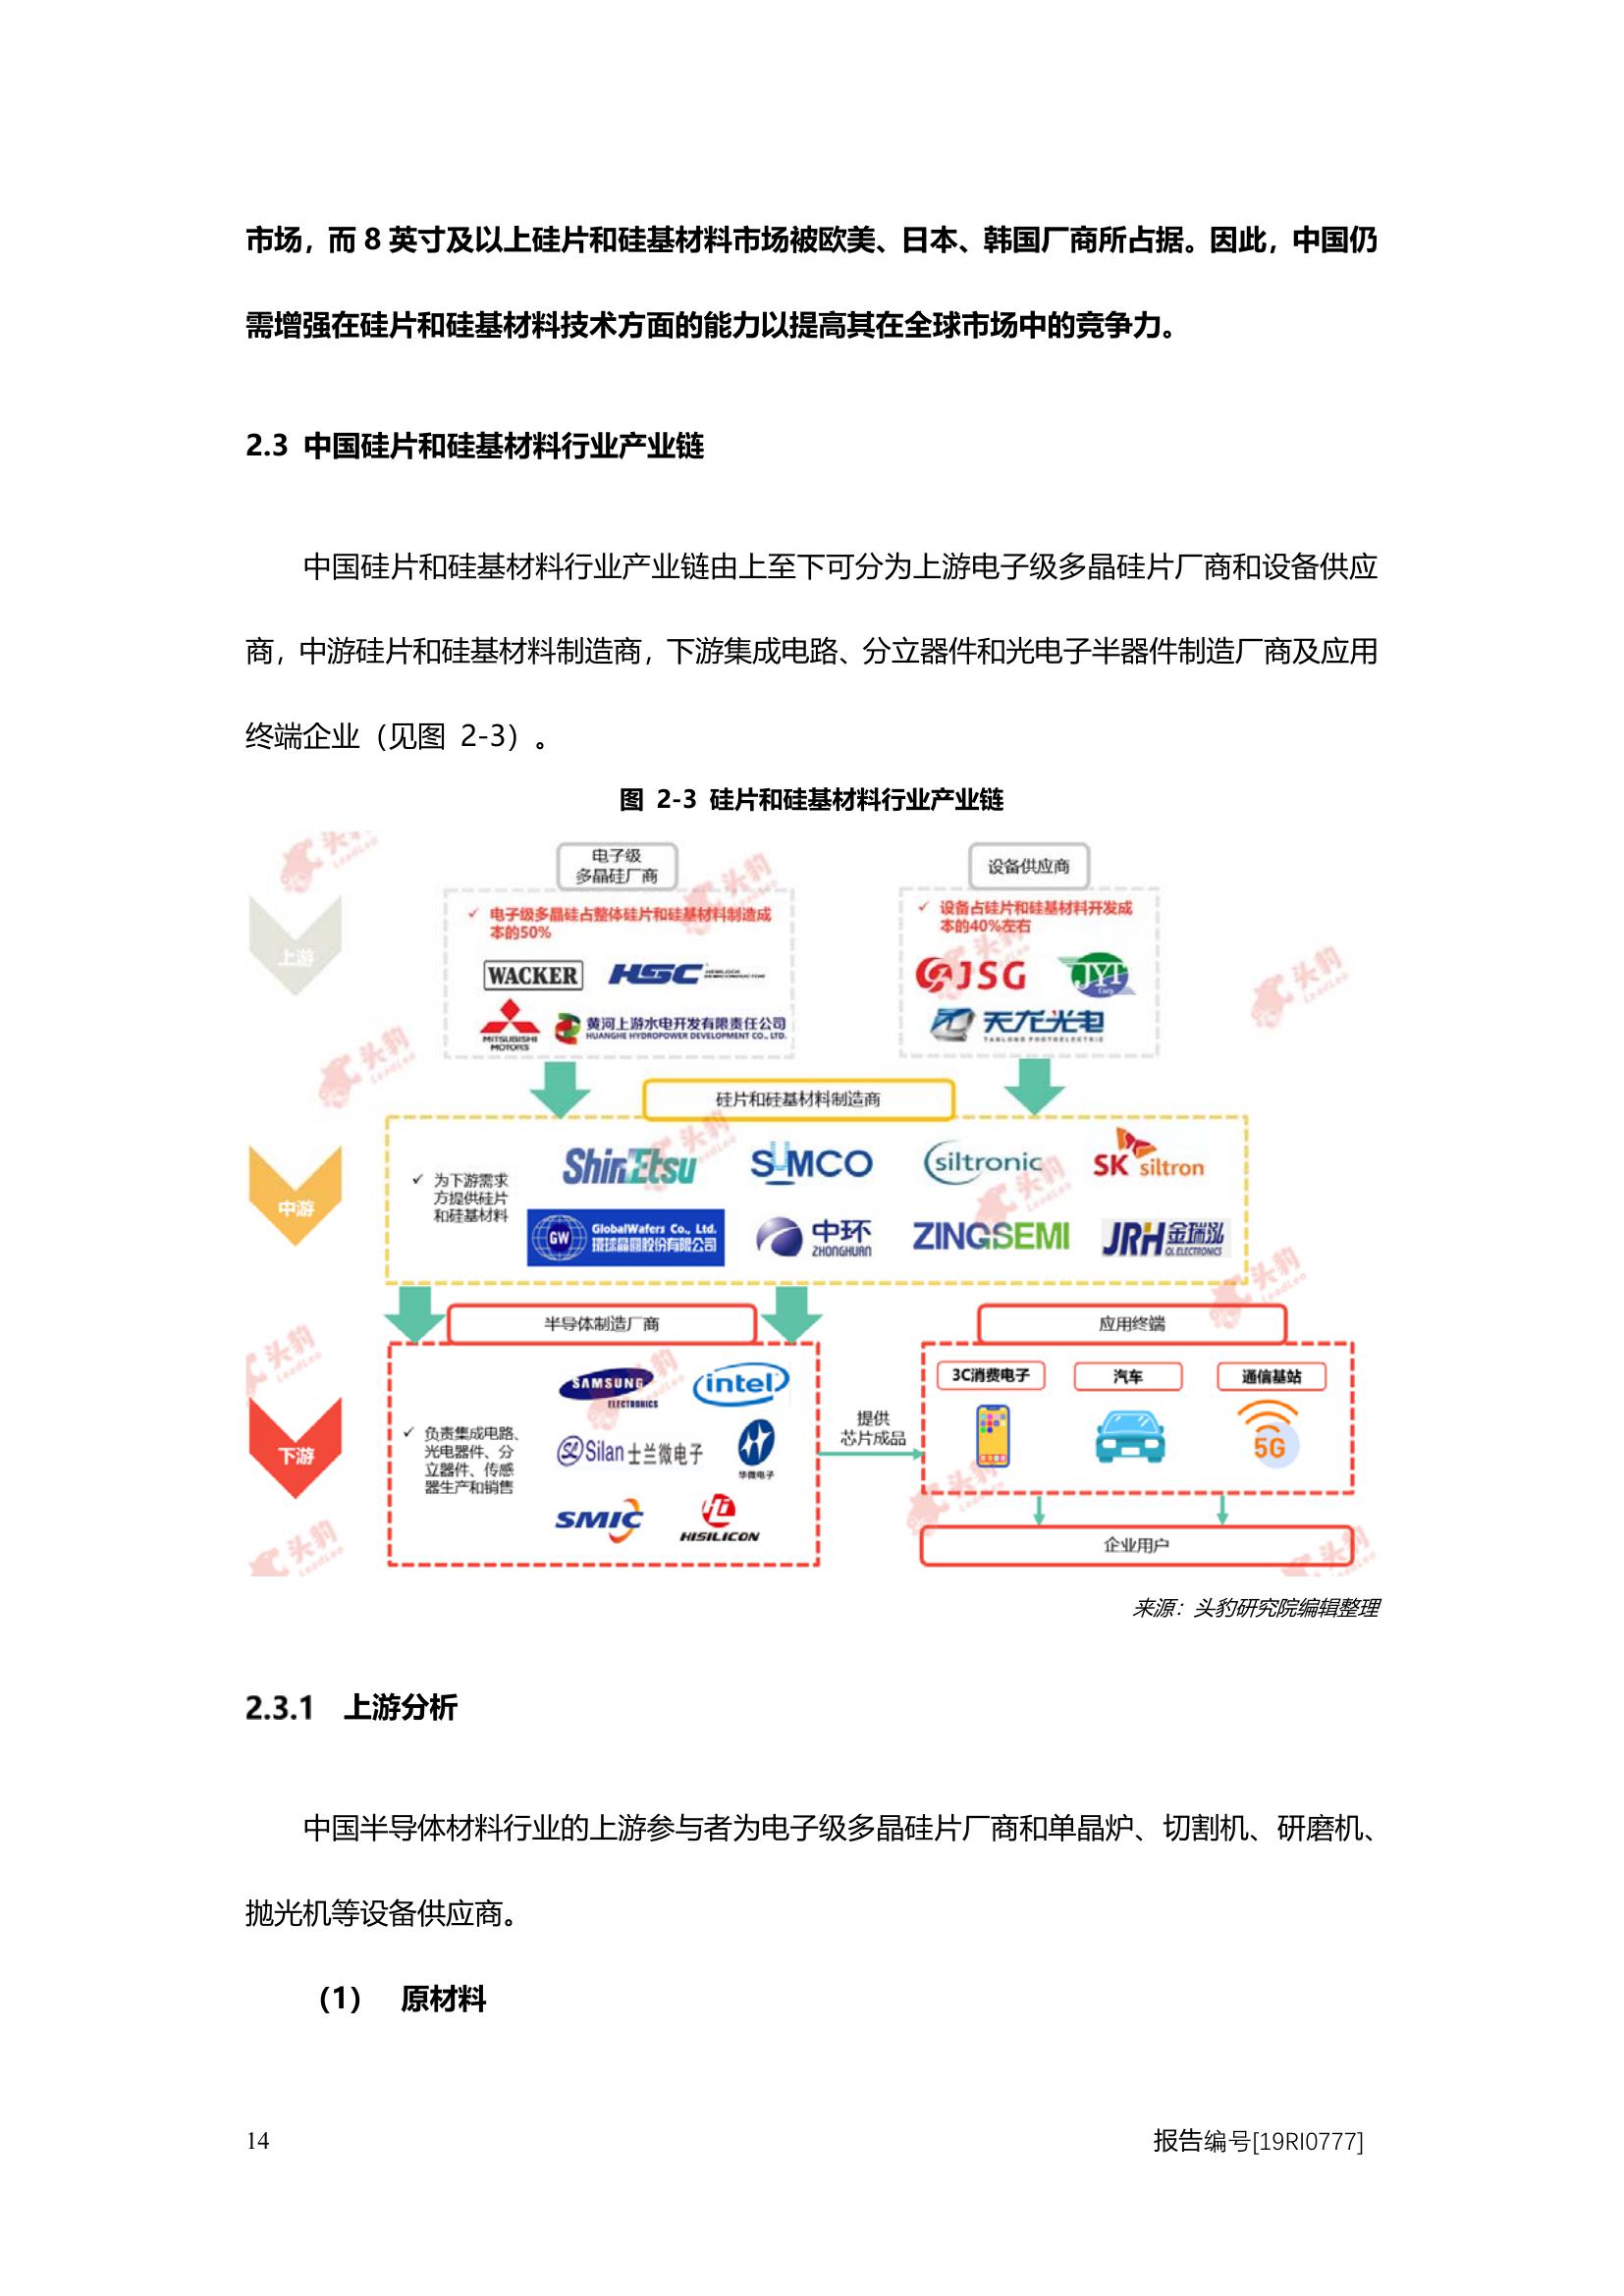 市场，而 8 英寸及以上硅片和硅基材料市场被欧美、日本、韩国厂商所占据。因此，中国仍
需增强在硅片和硅基材料技术方面的能力以提高其在全球市场中的竞争力。
2.3 中国硅片和硅基材料行业产业链
中国硅片和硅基材料行业产业链由上至下可分为上游电子级多晶硅片厂商和设备供应
商，中游硅片和硅基材料制造商，下游集成电路、分立器件和光电子半器件制造厂商及应用
终端企业（见图 2-3）。
图 2-3 硅片和硅基材料行业产业链
上游
电子级
多晶硅厂商
✓ 电子级多晶硅占整体硅片和硅基材料制造成
本的50%
WACKER
HSC HEMLOCK SEMICONDUCTOR
MITSUBISHI
MOTORS
黄河上游水电开发有限责任公司
HUANGHE HYDROPOWER DEVELOPMENT CO., LTD.
设备供应商
✓ 设备占硅片和硅基材料开发成
本的40%左右
JSG
JYT
Corp
天龙光电
中游
硅片和硅基材料制造商
✓ 为下游需求
方提供硅片
和硅基材料
ShinEtsu
SUMCO
siltronic
SK siltron
GW
GlobalWafers Co., Ltd.
環球晶圓股份有限公司
中环
ZHONGHUAN
ZINGSEMI
JRH 金瑞泓
QL ELECTRONICS
下游
半导体制造厂商
✓ 负责集成电路、
光电器件、分
立器件、传感
器生产和销售
SAMSUNG
ELECTRONICS
intel
Silan 士兰微电子
华微电子
SMIC
HISILICON
提供
芯片成品
应用终端
3C消费电子
汽车
通信基站
5G
企业用户
头豹
LeadLeo
来源：头豹研究院编辑整理
2.3.1 上游分析
中国半导体材料行业的上游参与者为电子级多晶硅片厂商和单晶炉、切割机、研磨机、
抛光机等设备供应商。
（1） 原材料
14
报告编号[19RI0777]